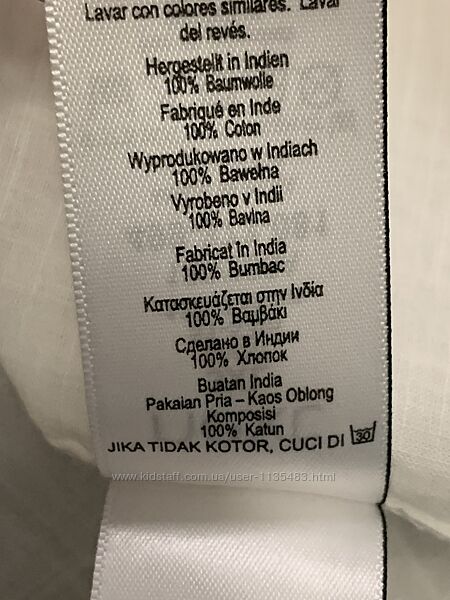 Lavar con colores similares. Lavar
del revés.
Hergestellt in Indien
100% Baumwolle
Fabriqué en Inde
100% Coton
Wyprodukowano w Indiach
100% Bawełna
Vyrobeno v Indii
100% Bavlna
Fabricat în India
100% Bumbac
Κατασκευάζεται στην Ινδία
100% Βαμβάκι
Сделано в Индии
100% Хлопок
Buatan India
Pakaian Pria – Kaos Oblong
Komposisi
100% Katun
JIKA TIDAK KOTOR, CUCI DI 30
www.kidstaff.com.ua/user-1135483.html